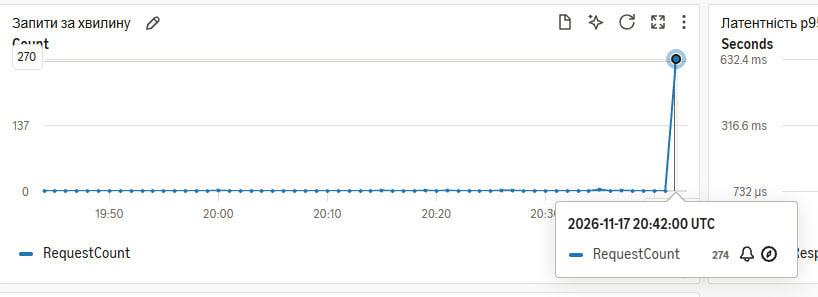 Запити за хвилину
Count
270
137
0
19:50
20:00
20:10
20:20
20:30
RequestCount
2026-11-17 20:42:00 UTC
RequestCount 274
Латентність p95
Seconds
632.4 ms
316.6 ms
732 µs